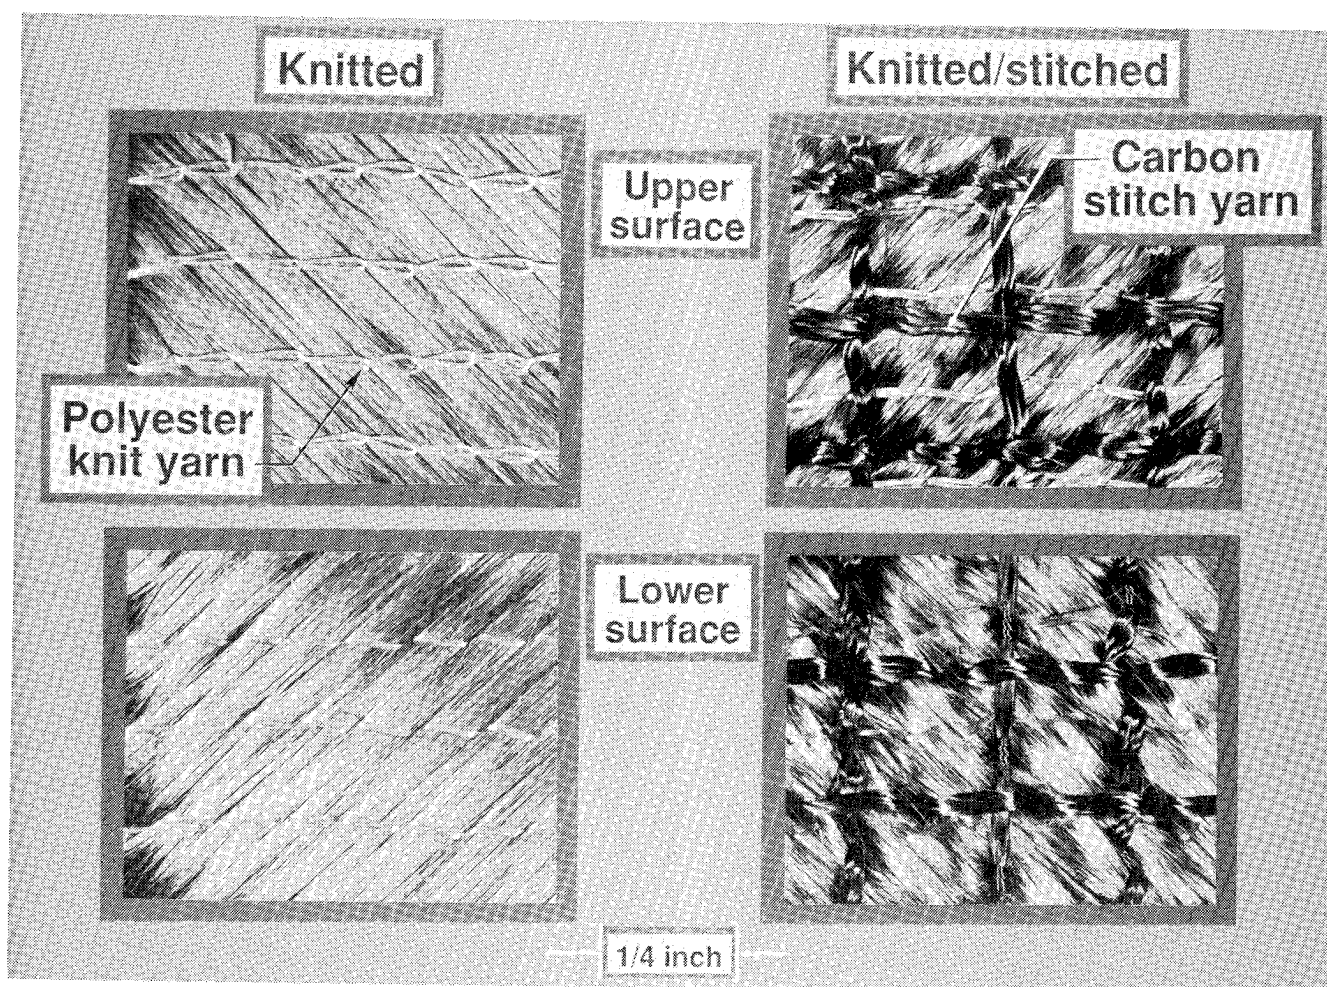 Knitted
Knitted/stitched
Upper
surface
Carbon
stitch yarn
Polyester
knit yarn
Lower
surface
1/4 inch